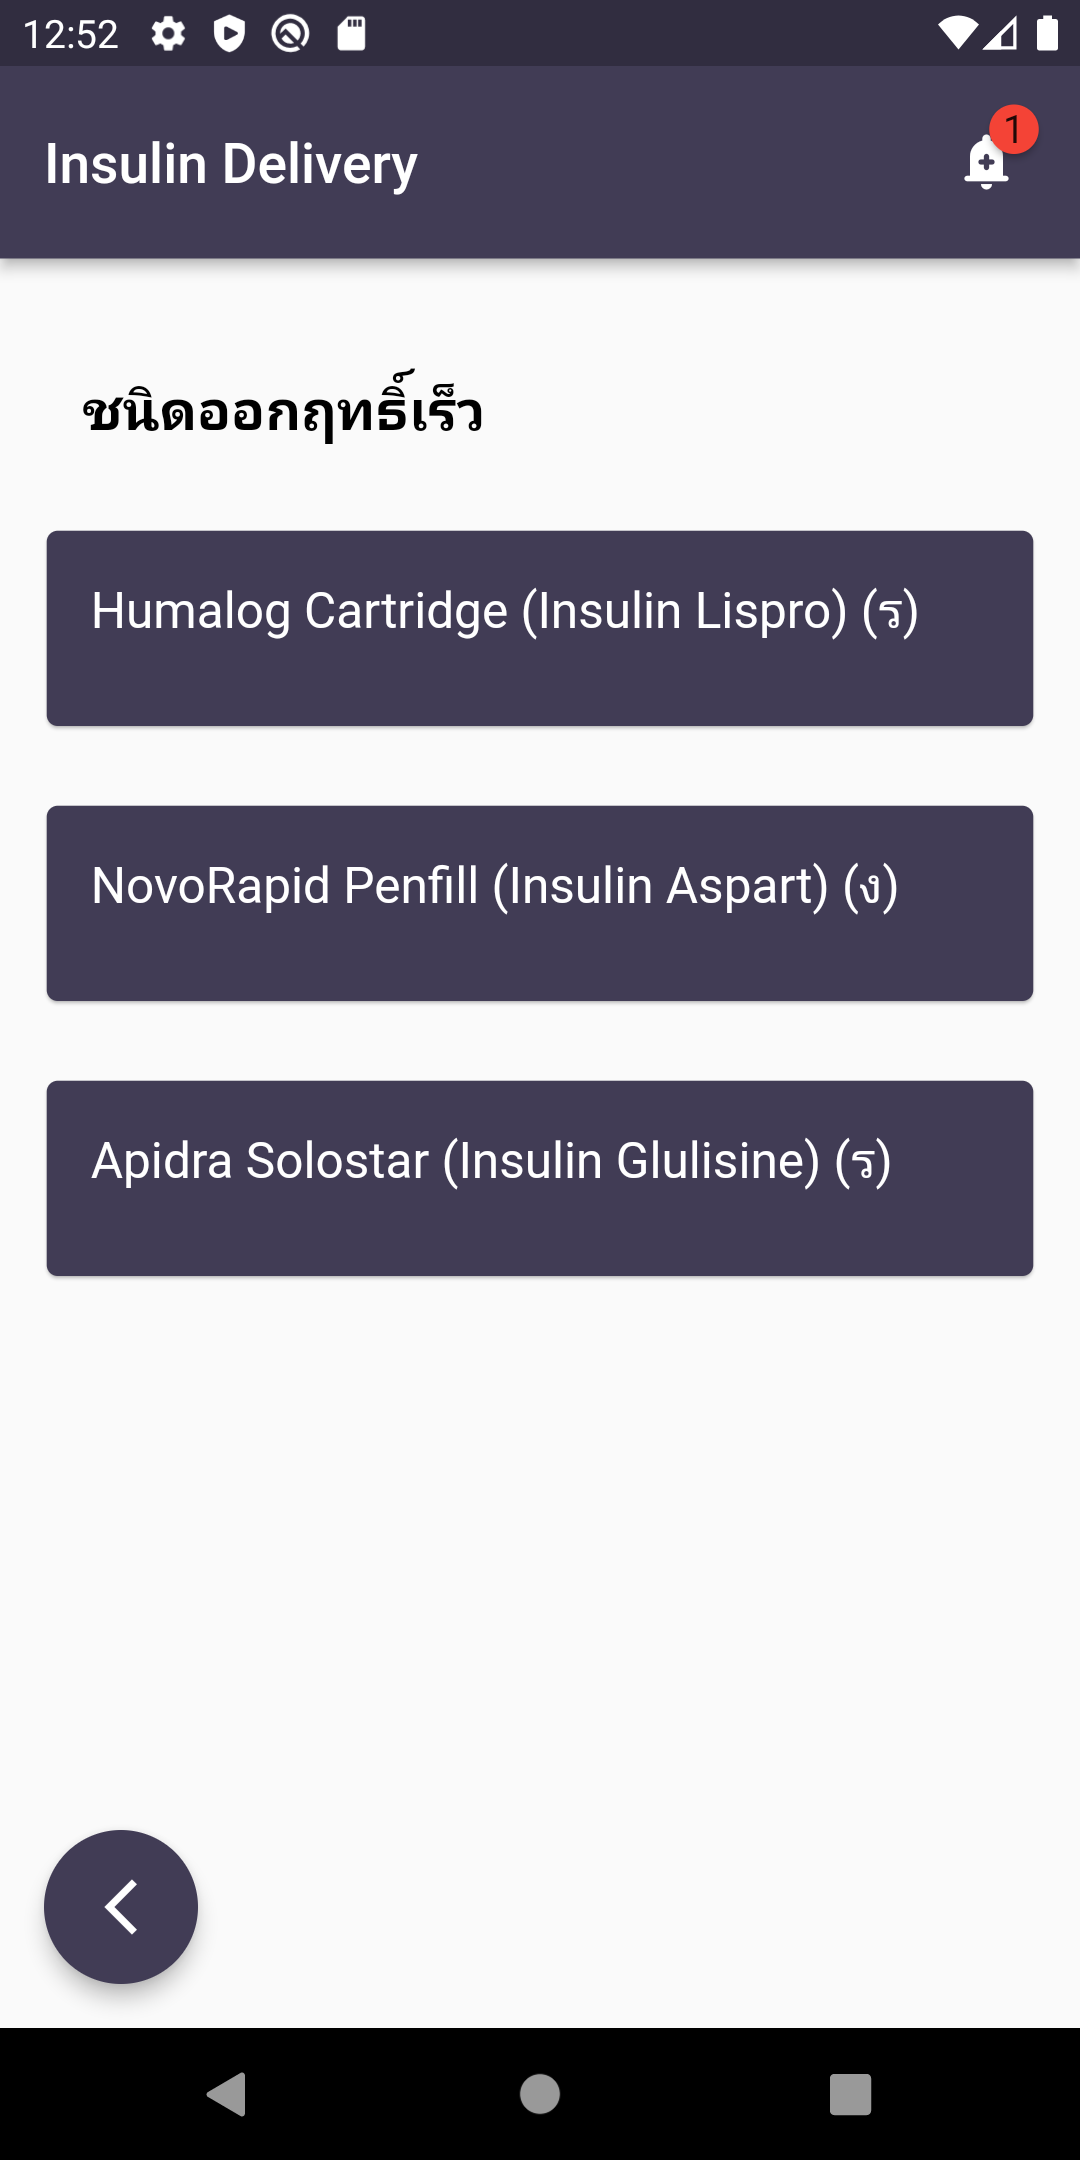 12:52
Insulin Delivery
1
ชนิดออกฤทธิ์เร็ว
Humalog Cartridge (Insulin Lispro) (ร)
NovoRapid Penfill (Insulin Aspart) (ง)
Apidra Solostar (Insulin Glulisine) (ร)